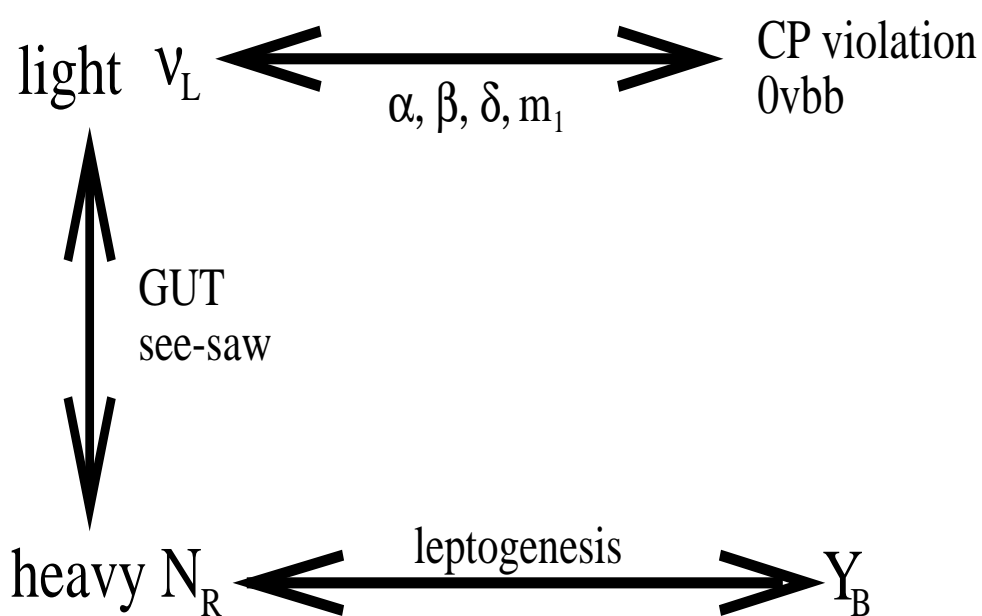 light ν_L
CP violation
0vbb
α, β, δ, m_1
GUT
see-saw
leptogenesis
heavy N_R
Y_B